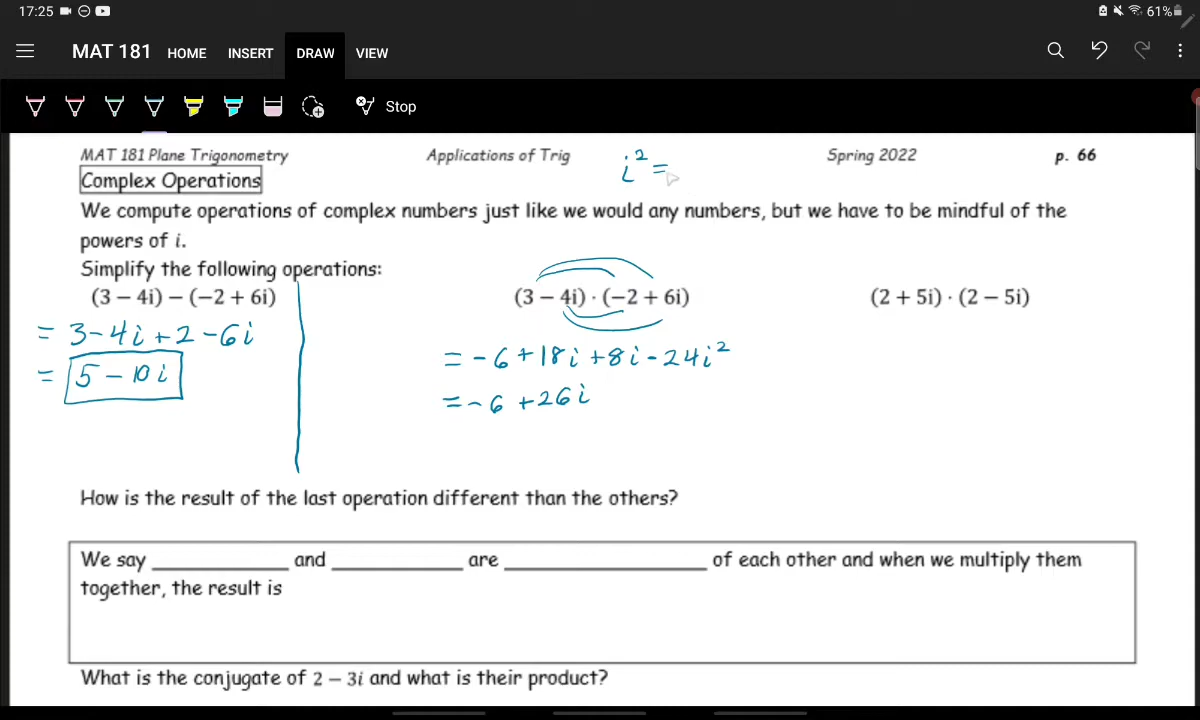 17:25 61%
MAT 181 HOME INSERT DRAW VIEW
Stop
MAT 181 Plane Trigonometry Applications of Trig i² = Spring 2022 p. 66
Complex Operations
We compute operations of complex numbers just like we would any numbers, but we have to be mindful of the
powers of i.
Simplify the following operations:
(3 − 4i) − (−2 + 6i) (3 − 4i) · (−2 + 6i) (2 + 5i) · (2 − 5i)
= 3 - 4i + 2 - 6i
= -6 + 18i + 8i - 24i²
= 5 - 10i
= -6 + 26i
How is the result of the last operation different than the others?
We say ______________ and ______________ are ______________________ of each other and when we multiply them
together, the result is
What is the conjugate of 2 − 3i and what is their product?